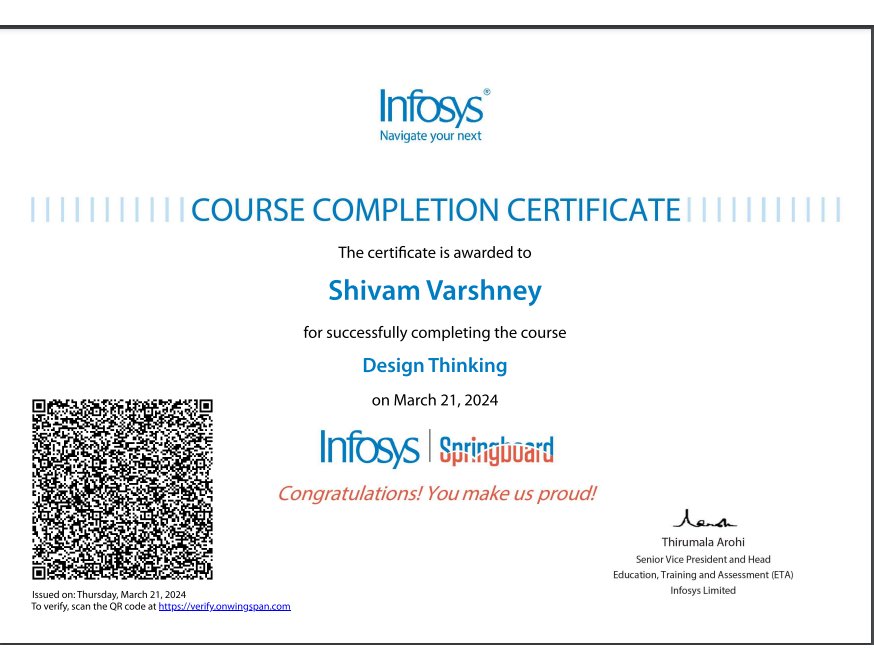 Infosys®
Navigate your next
COURSE COMPLETION CERTIFICATE
The certificate is awarded to
Shivam Varshney
for successfully completing the course
Design Thinking
on March 21, 2024
Infosys | Springboard
Congratulations! You make us proud!
Thirumala Arohi
Senior Vice President and Head
Education, Training and Assessment (ETA)
Infosys Limited
Issued on: Thursday, March 21, 2024
To verify, scan the QR code at https://verify.onwingspan.com